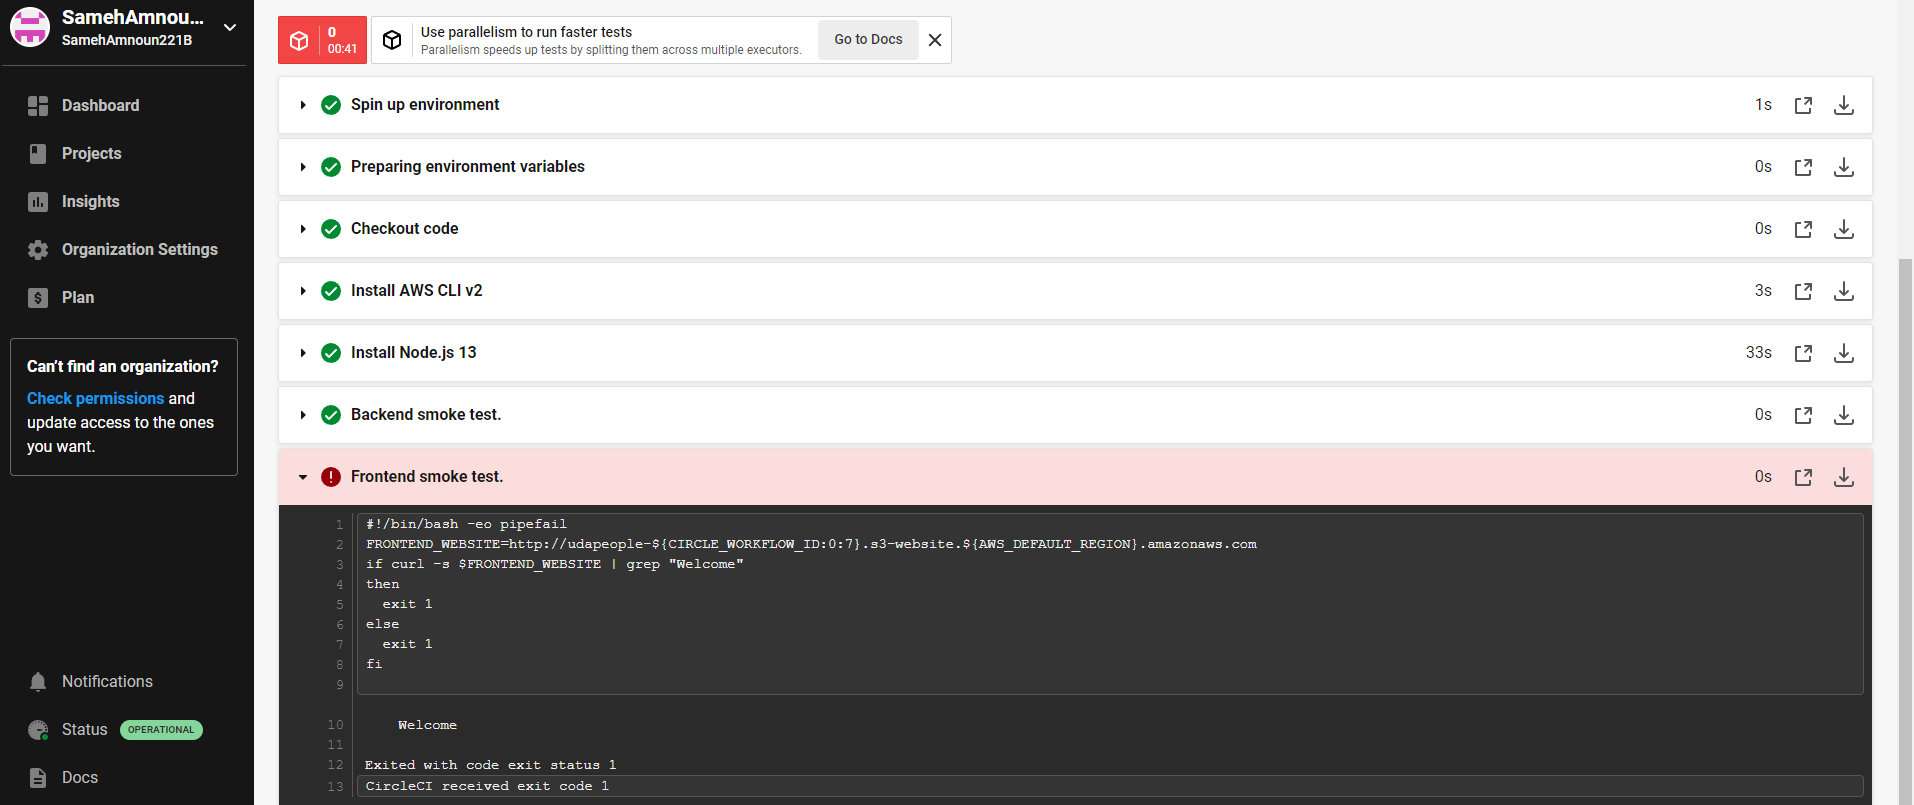 SamehAmnou...
SamehAmnoun221B
Dashboard
Projects
Insights
Organization Settings
Plan
Can't find an organization?
Check permissions and
update access to the ones
you want.
Notifications
Status OPERATIONAL
Docs
0
00:41
Use parallelism to run faster tests
Parallelism speeds up tests by splitting them across multiple executors.
Go to Docs
Spin up environment 1s
Preparing environment variables 0s
Checkout code 0s
Install AWS CLI v2 3s
Install Node.js 13 33s
Backend smoke test. 0s
Frontend smoke test. 0s
1 #!/bin/bash -eo pipefail
2 FRONTEND_WEBSITE=http://udapeople-${CIRCLE_WORKFLOW_ID:0:7}.s3-website.${AWS_DEFAULT_REGION}.amazonaws.com
3 if curl -s $FRONTEND_WEBSITE | grep "Welcome"
4 then
5   exit 1
6 else
7   exit 1
8 fi
9
10     Welcome
11
12 Exited with code exit status 1
13 CircleCI received exit code 1